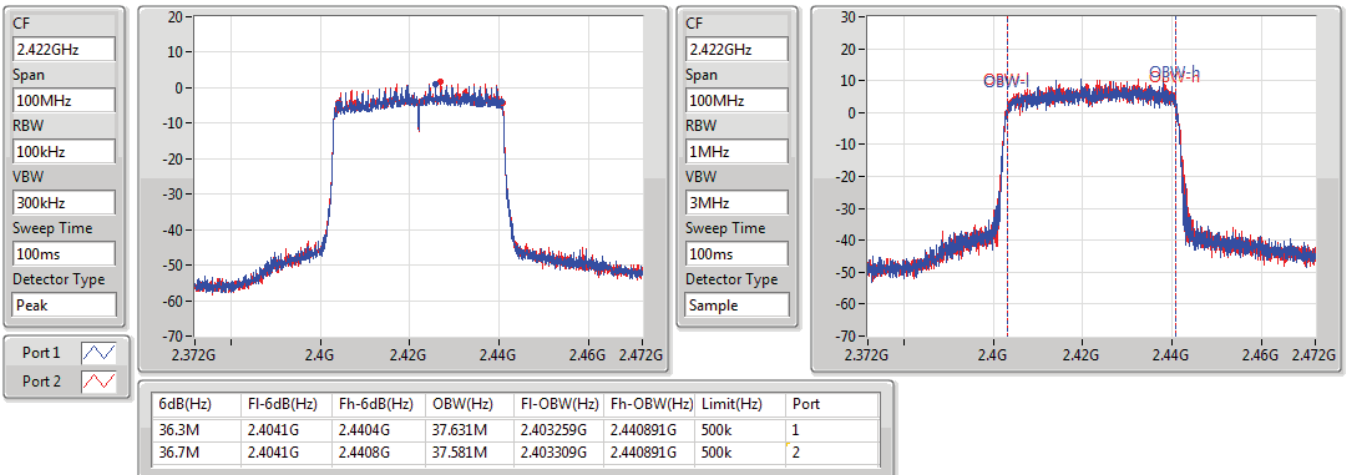 CF
2.422GHz
Span
100MHz
RBW
100kHz
VBW
300kHz
Sweep Time
100ms
Detector Type
Peak
20
10
0
-10
-20
-30
-40
-50
-60
-70
2.372G 2.4G 2.42G 2.44G 2.46G 2.472G
CF
2.422GHz
Span
100MHz
RBW
1MHz
VBW
3MHz
Sweep Time
100ms
Detector Type
Sample
30
20
10
0
-10
-20
-30
-40
-50
-60
-70
OBW-l OBW-h
2.372G 2.4G 2.42G 2.44G 2.46G 2.472G
Port 1
Port 2
6dB(Hz) Fl-6dB(Hz) Fh-6dB(Hz) OBW(Hz) Fl-OBW(Hz) Fh-OBW(Hz) Limit(Hz) Port
36.3M 2.4041G 2.4404G 37.631M 2.403259G 2.440891G 500k 1
36.7M 2.4041G 2.4408G 37.581M 2.403309G 2.440891G 500k 2